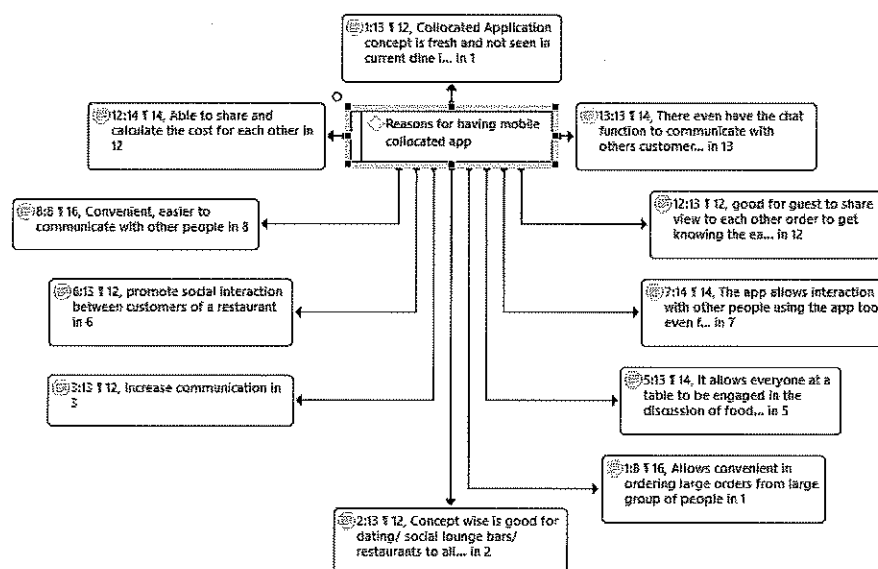 1:13 ¶ 12, Collocated Application
concept is fresh and not seen in
current dine i... in 1
12:14 ¶ 14, Able to share and
calculate the cost for each other in
12
Reasons for having mobile
collocated app
13:13 ¶ 14, There even have the chat
function to communicate with
others customer... in 13
8:8 ¶ 16, Convenient, easier to
communicate with other people in 8
12:13 ¶ 12, good for guest to share
view to each other order to get
knowing the ea... in 12
6:13 ¶ 12, promote social interaction
between customers of a restaurant
in 6
7:14 ¶ 14, The app allows interaction
with other people using the app too
even f... in 7
3:13 ¶ 12, Increase communication in
3
5:13 ¶ 14, It allows everyone at a
table to be engaged in the
discussion of food... in 5
1:8 ¶ 16, Allows convenient in
ordering large orders from large
group of people in 1
2:13 ¶ 12, Concept wise is good for
dating/ social lounge bars/
restaurants to all... in 2